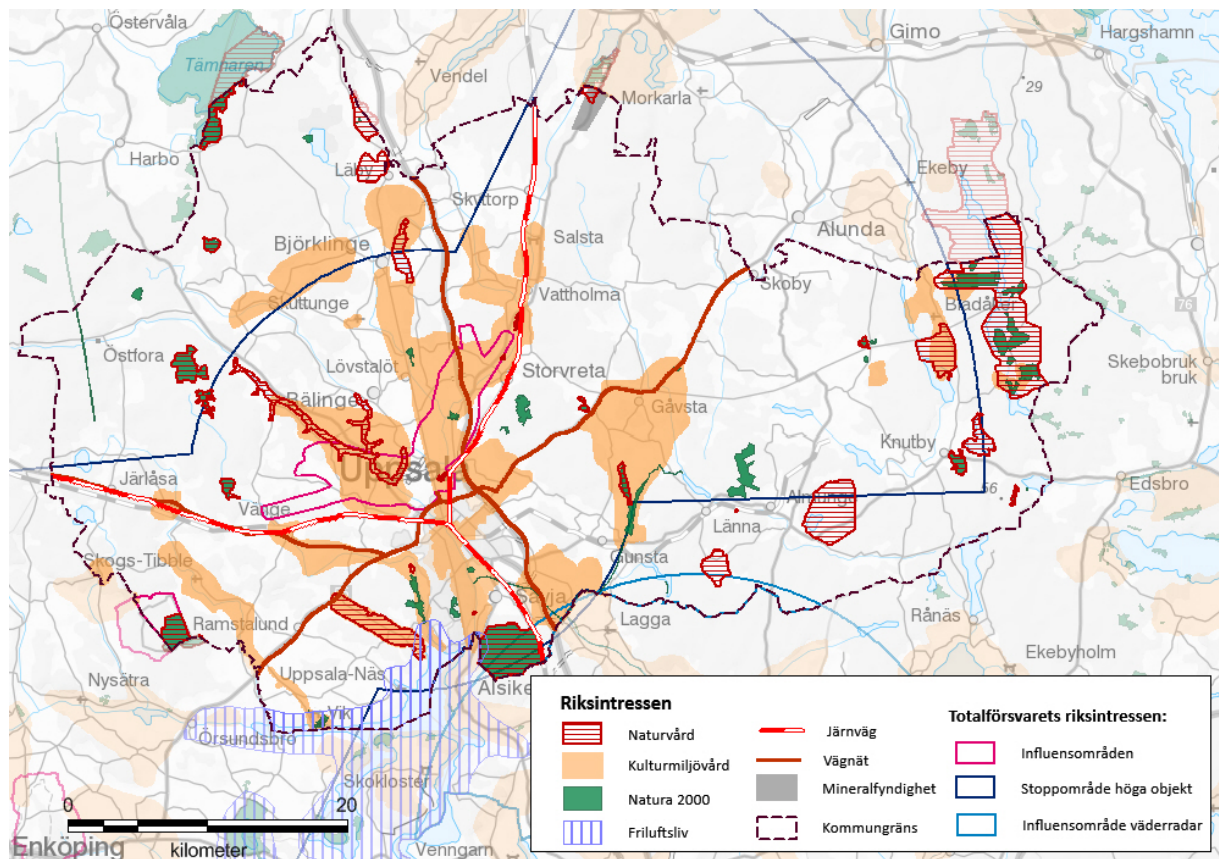 Östervåla
Tämnaren
Vendel
Gimo
Hargshamn
Morkarla
29
Harbo
Läby
Ekeby
Skyttorp
Björklinge
Salsta
Alunda
Vattholma
Skoby
Skuttunge
Bladåker
76
Östfora
Lövstalöt
Storvreta
Skebobruk
bruk
Bälinge
Gåvsta
Knutby
Uppsala
Järlåsa
Edsbro
Vänge
Almunge
56
Länna
Skogs-Tibble
Gunsta
Sävja
Ramstalund
Lagga
Rånäs
Ekebyholm
Nysätra
Uppsala-Näs
Alsike
Vik
Örsundsbro
Skokloster
Enköping
Venngarn
0
20
kilometer
Riksintressen
Naturvård
Kulturmiljövård
Natura 2000
Friluftsliv
Järnväg
Vägnät
Mineralfyndighet
Kommungräns
Totalförsvarets riksintressen:
Influensområden
Stoppområde höga objekt
Influensområde väderradar